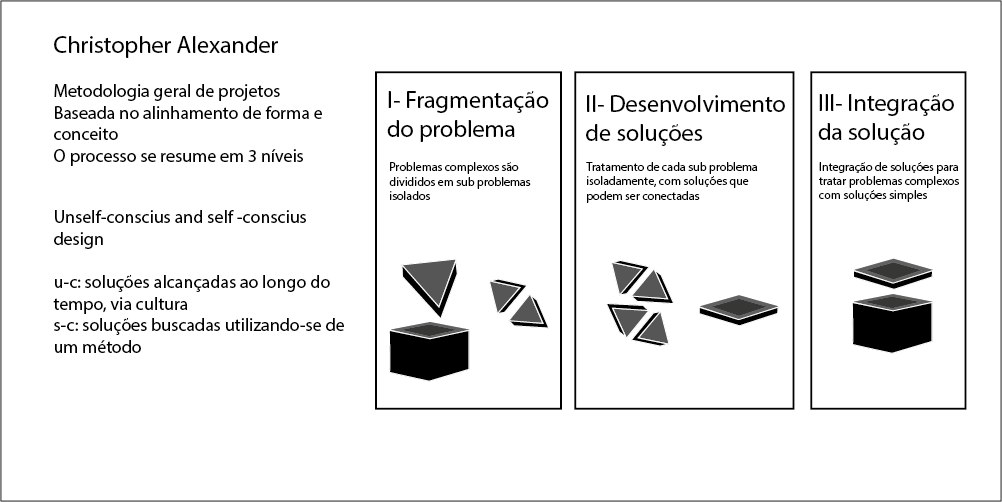 Christopher Alexander
Metodologia geral de projetos
Baseada no alinhamento de forma e
conceito
O processo se resume em 3 níveis
Unself-conscius and self -conscius
design
u-c: soluções alcançadas ao longo do
tempo, via cultura
s-c: soluções buscadas utilizando-se de
um método
I- Fragmentação
do problema
Problemas complexos são
divididos em sub problemas
isolados
II- Desenvolvimento
de soluções
Tratamento de cada sub problema
isoladamente, com soluções que
podem ser conectadas
III- Integração
da solução
Integração de soluções para
tratar problemas complexos
com soluções simples